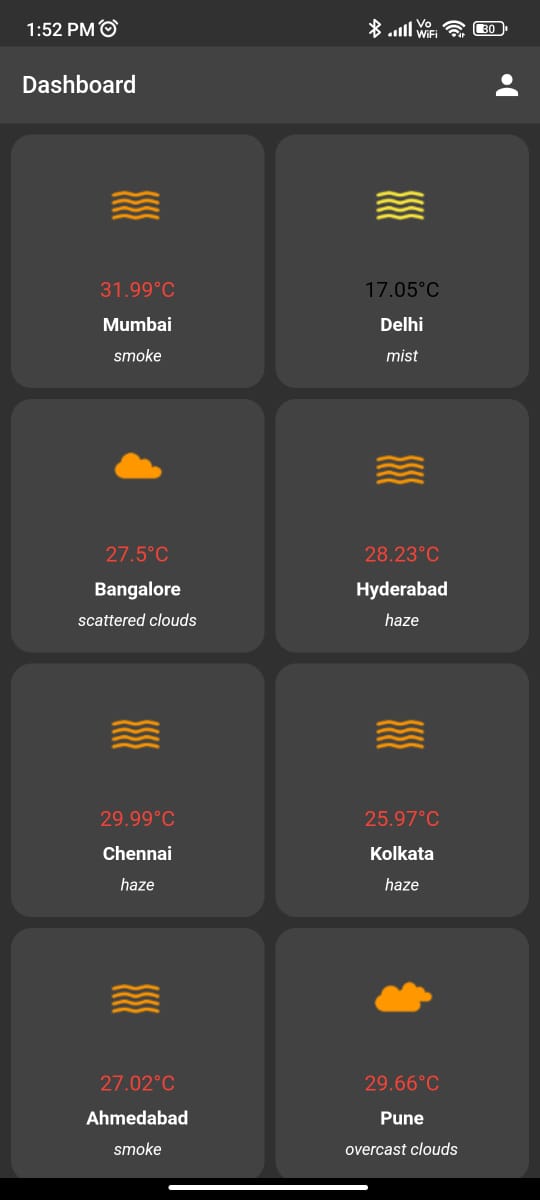 1:52 PM
Vo
WiFi
30
Dashboard
31.99°C
Mumbai
smoke
17.05°C
Delhi
mist
27.5°C
Bangalore
scattered clouds
28.23°C
Hyderabad
haze
29.99°C
Chennai
haze
25.97°C
Kolkata
haze
27.02°C
Ahmedabad
smoke
29.66°C
Pune
overcast clouds